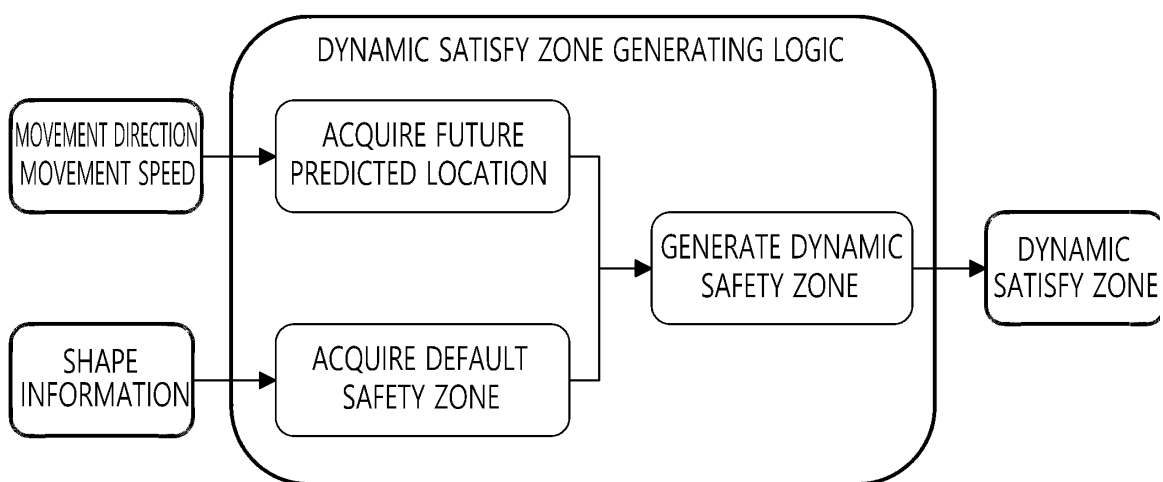 DYNAMIC SATISFY ZONE GENERATING LOGIC
MOVEMENT DIRECTION
MOVEMENT SPEED
ACQUIRE FUTURE
PREDICTED LOCATION
GENERATE DYNAMIC
SAFETY ZONE
DYNAMIC
SATISFY ZONE
SHAPE
INFORMATION
ACQUIRE DEFAULT
SAFETY ZONE